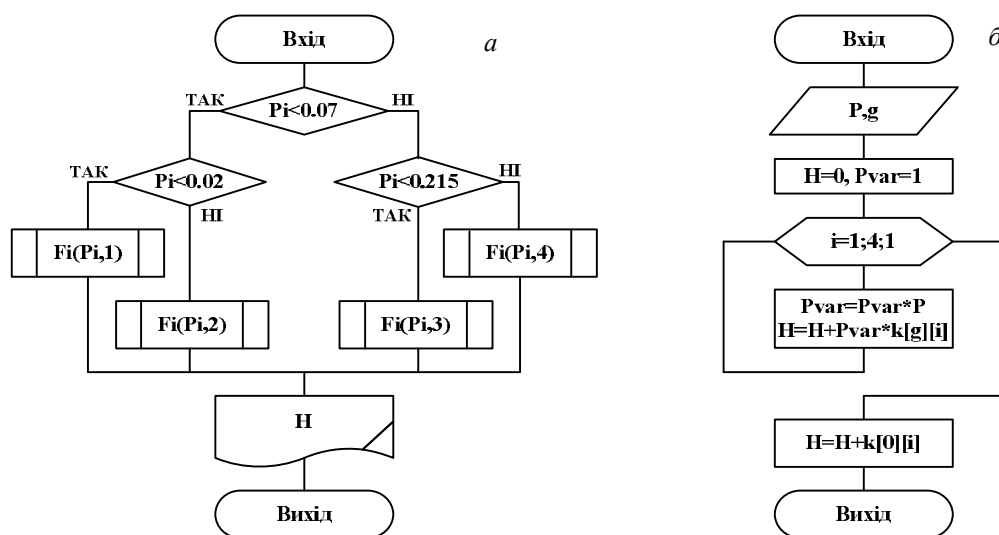 Вхід
а
ТАК
Pi<0.07
НІ
ТАК
Pi<0.02
НІ
Pi<0.215
ТАК
НІ
Fi(Pi,1)
Fi(Pi,2)
Fi(Pi,3)
Fi(Pi,4)
H
Вихід
Вхід
б
P,g
H=0, Pvar=1
i=1;4;1
Pvar=Pvar*P
H=H+Pvar*k[g][i]
H=H+k[0][i]
Вихід